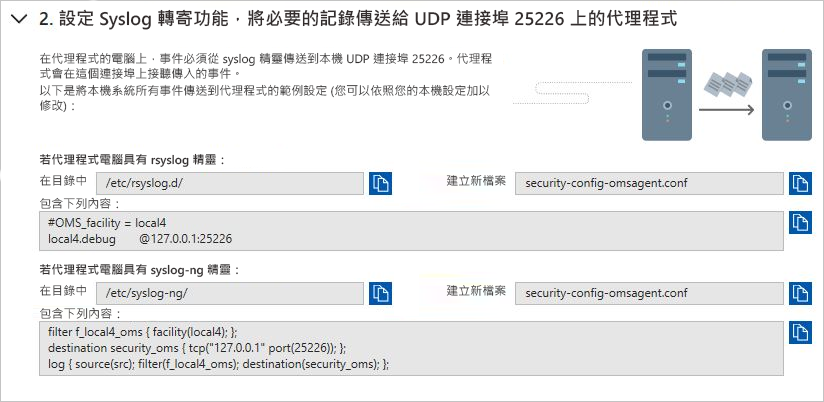 2. 設定 Syslog 轉寄功能，將必要的記錄傳送給 UDP 連接埠 25226 上的代理程式
在代理程式的電腦上，事件必須從 syslog 精靈傳送到本機 UDP 連接埠 25226。代理程
式會在這個連接埠上接聽傳入的事件。
以下是將本機系統所有事件傳送到代理程式的範例設定 (您可以依照您的本機設定加以
修改)：
若代理程式電腦具有 rsyslog 精靈：
在目錄中 /etc/rsyslog.d/ 建立新檔案 security-config-omsagent.conf
包含下列內容：
#OMS_facility = local4
local4.debug @127.0.0.1:25226
若代理程式電腦具有 syslog-ng 精靈：
在目錄中 /etc/syslog-ng/ 建立新檔案 security-config-omsagent.conf
包含下列內容：
filter f_local4_oms { facility(local4); };
destination security_oms { tcp("127.0.0.1" port(25226)); };
log { source(src); filter(f_local4_oms); destination(security_oms); };